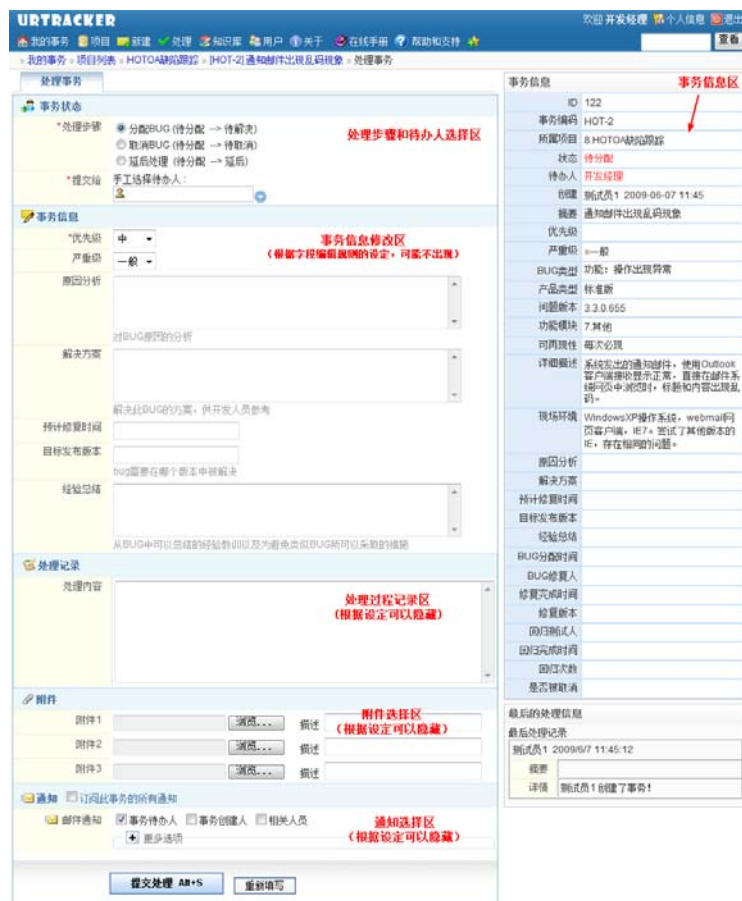 URTRACKER
欢迎 开发经理 个人信息 退出
我的事务 项目 新建 处理 知识库 用户 关于 在线手册 帮助和支持
查看
» 我的事务 » 项目列表 » HOTOA缺陷跟踪 » [HOT-2] 通知邮件出现乱码现象 » 处理事务
处理事务
事务状态
*处理步骤
分配BUG (待分配 --> 待解决)
取消BUG (待分配 --> 待取消)
延后处理 (待分配 --> 延后)
处理步骤和待办人选择区
*提交给
手工选择待办人:
事务信息
*优先级 中
严重级 一般
事务信息修改区
(根据字段编辑规则的设定,可能不出现)
原因分析
对BUG原因的分析
解决方案
解决此BUG的方案,供开发人员参考
预计修复时间
目标发布版本
bug需要在哪个版本中被解决
经验总结
从BUG中可以总结的经验教训以及为避免类似BUG所可以采取的措施
处理记录
处理内容
处理过程记录区
(根据设定可以隐藏)
附件
附件1 浏览... 描述
附件2 浏览... 描述
附件3 浏览... 描述
附件选择区
(根据设定可以隐藏)
通知 订阅此事务的所有通知
邮件通知 事务待办人 事务创建人 相关人员
更多选项
通知选择区
(根据设定可以隐藏)
提交处理 Alt+S 重新填写
事务信息
事务信息区
ID 122
事务编码 HOT-2
所属项目 8.HOTOA缺陷跟踪
状态 待分配
待办人 开发经理
创建 测试员1 2009-06-07 11:45
摘要 通知邮件出现乱码现象
优先级
严重级 =一般
BUG类型 功能:操作出现异常
产品类型 标准版
问题版本 3.3.0.655
功能模块 7.其他
可再现性 每次必现
详细描述 系统发出的通知邮件,使用Outlook
客户端接收显示正常,直接在邮件系
统网页中浏览时,标题和内容出现乱
码。
现场环境 WindowsXP操作系统,webmail网
页客户端,IE7。尝试了其他版本的
IE,存在相同的问题。
原因分析
解决方案
预计修复时间
目标发布版本
经验总结
BUG分配时间
BUG修复人
修复完成时间
修复版本
回归测试人
回归完成时间
回归次数
是否被取消
最后的处理信息
最后处理记录
测试员1 2009/6/7 11:45:12
摘要
详情 测试员1创建了事务!